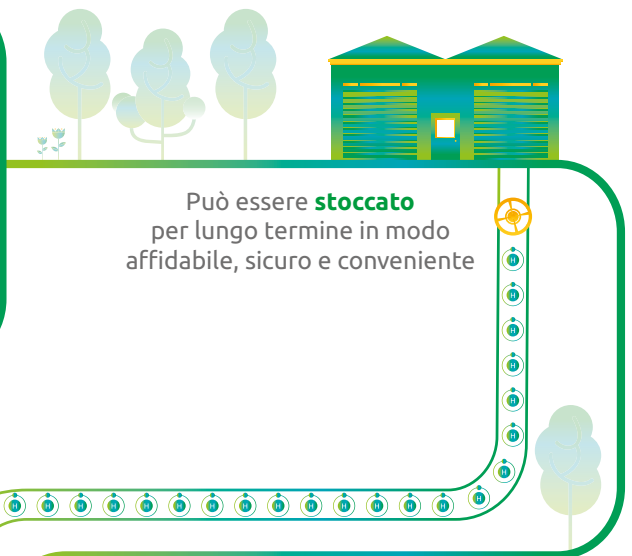 Può essere stoccato
per lungo termine in modo
affidabile, sicuro e conveniente
H
H
H
H
H
H
H
H
H H H H H H H H H H H H H H